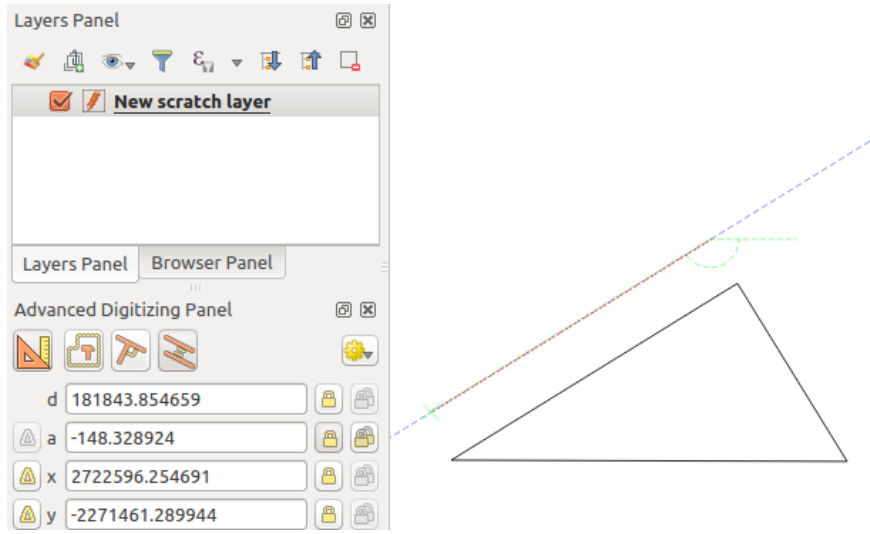 Layers Panel
New scratch layer
Layers Panel Browser Panel
Advanced Digitizing Panel
d 181843.854659
a -148.328924
x 2722596.254691
y -2271461.289944